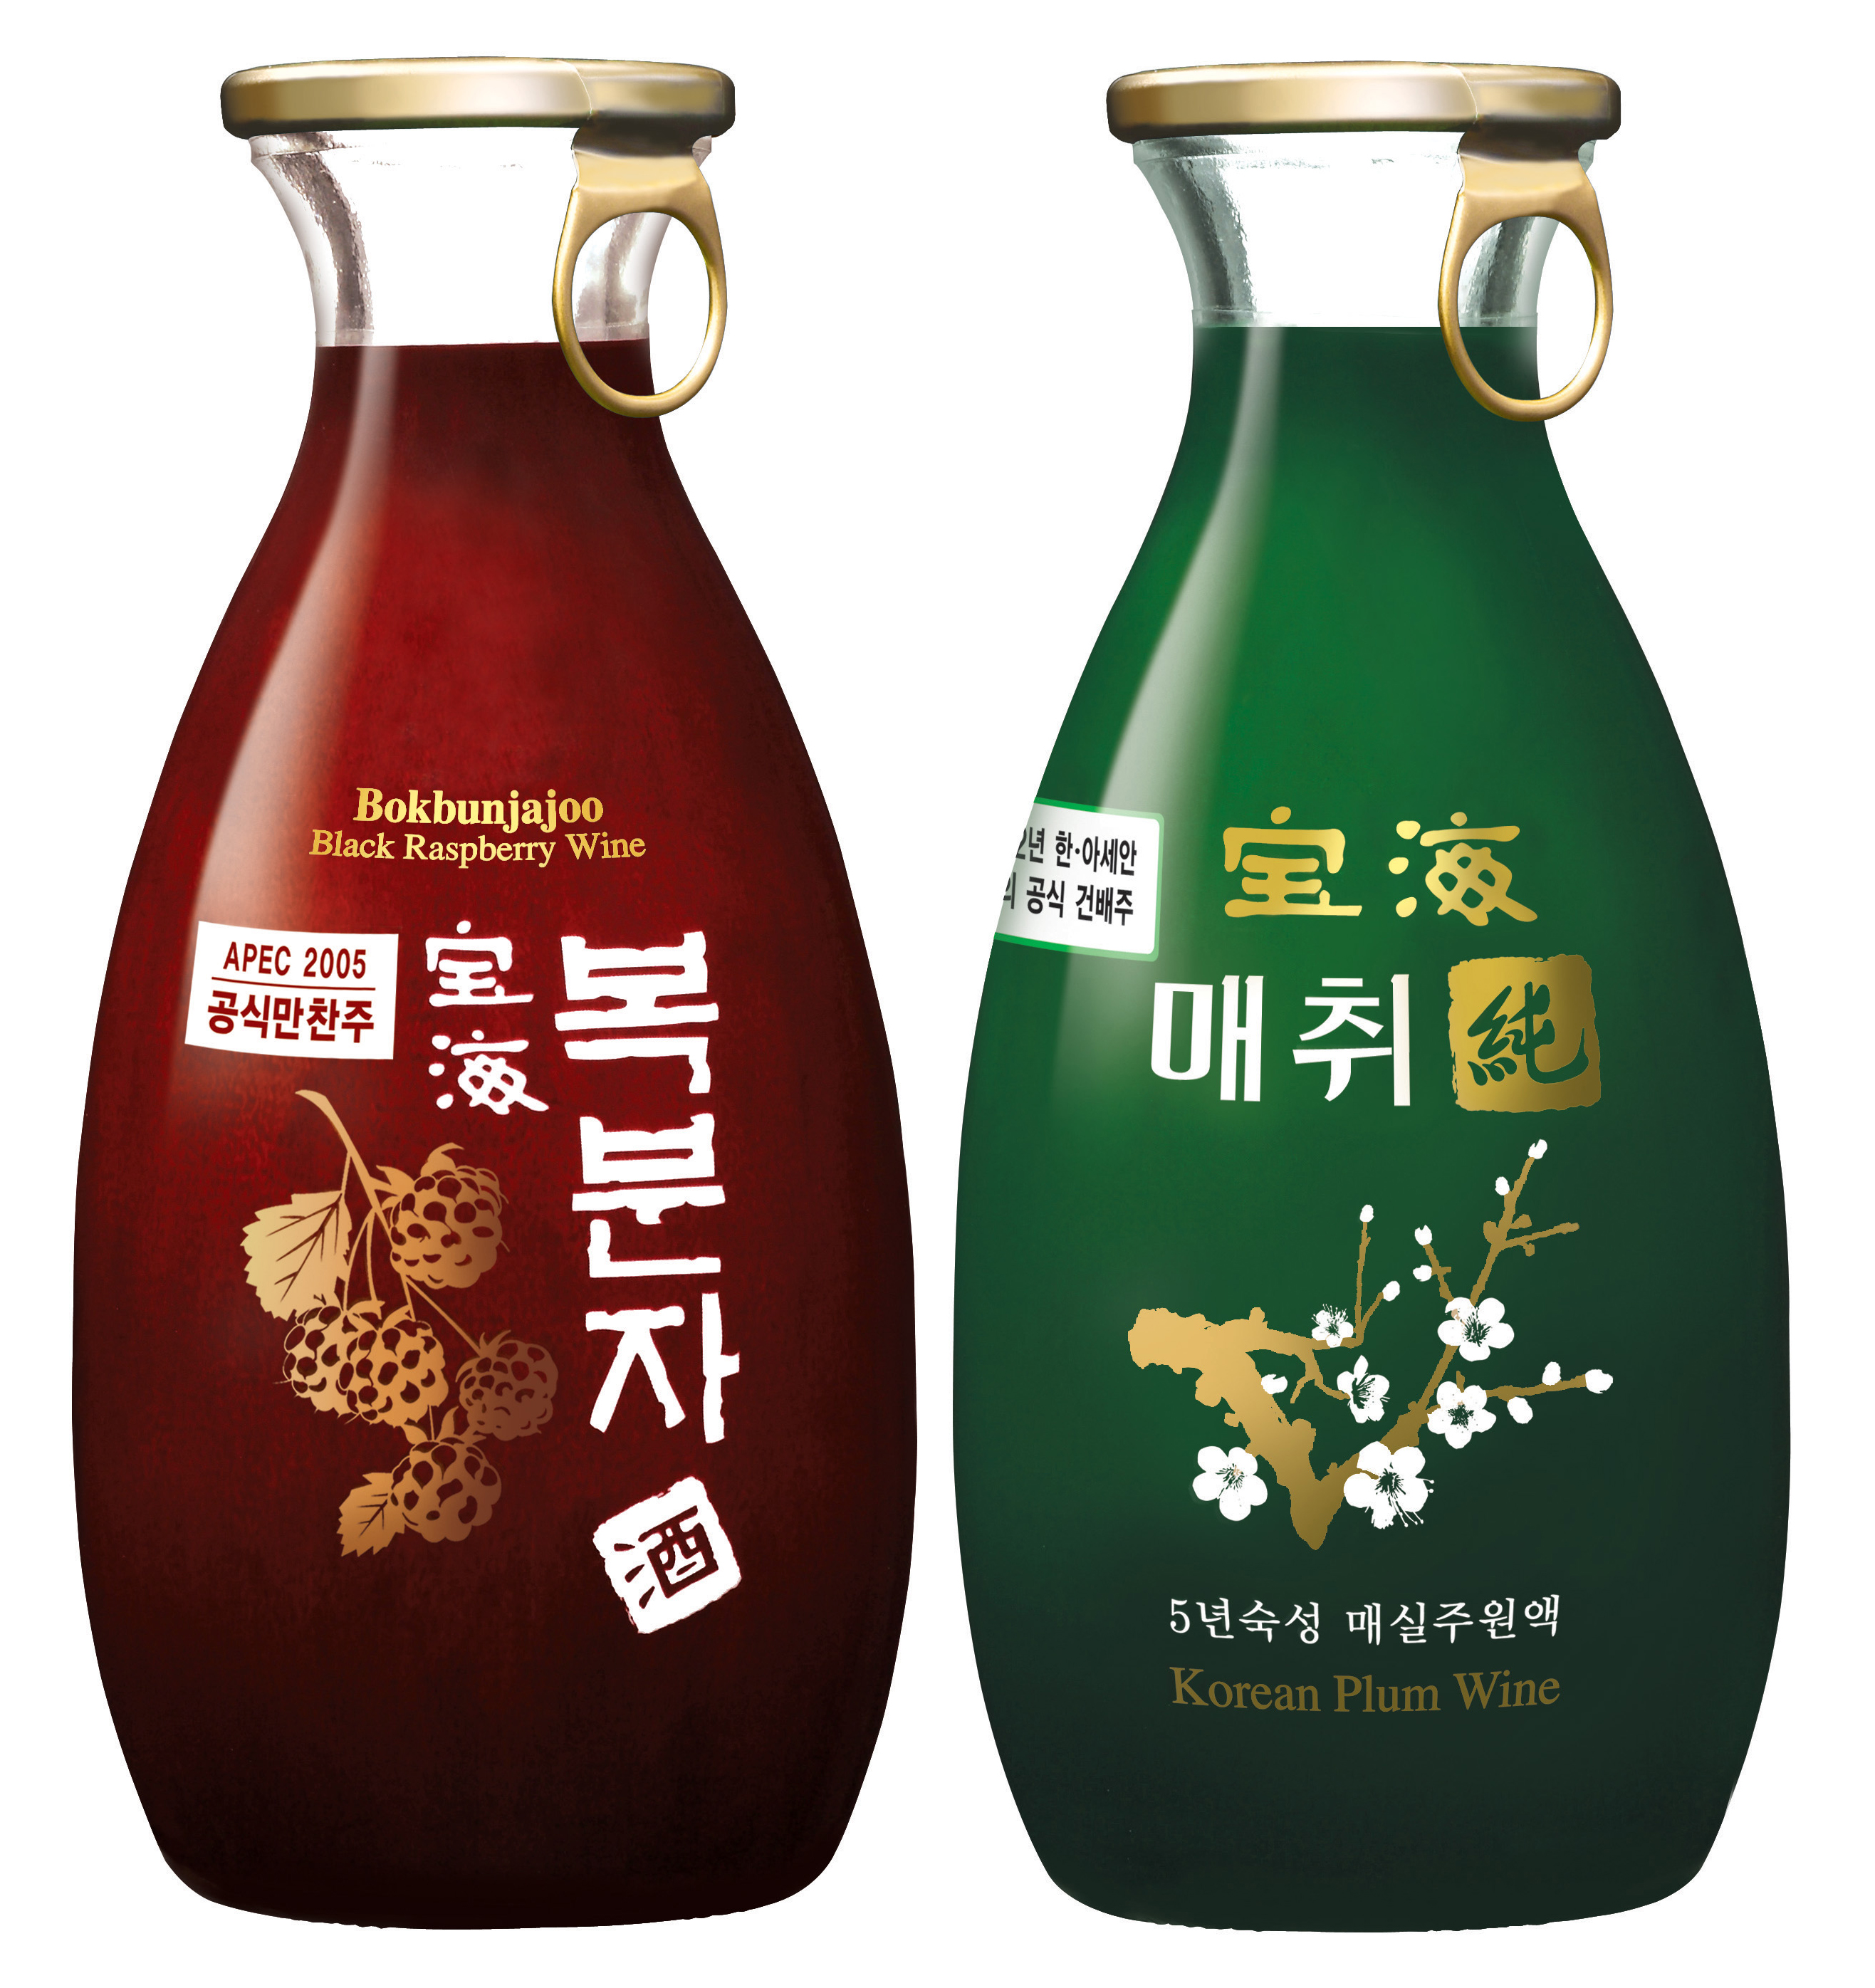 Bokbunjajoo
Black Raspberry Wine
APEC 2005
공식만찬주
宝海
복분자
酒
2년 한·아세안
의 공식 건배주
宝海
매취 純
5년숙성 매실주원액
Korean Plum Wine